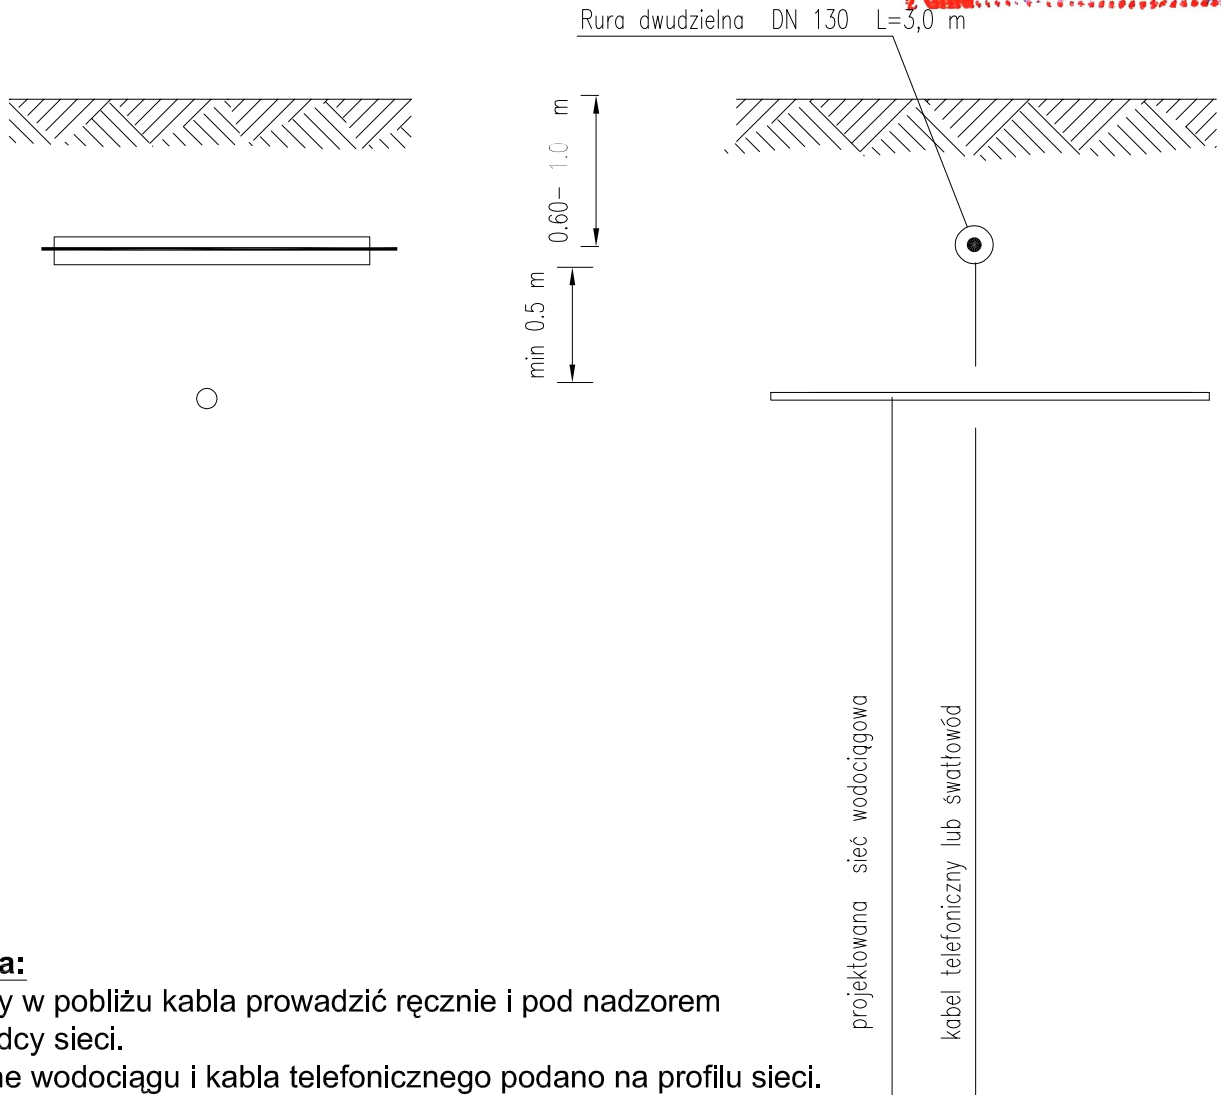 Rura dwudzielna DN 130 L=3,0 m
0.60- 1.0 m
min 0.5 m
projektowana sieć wodociągowa
kabel telefoniczny lub śwatłowód
a:
y w pobliżu kabla prowadzić ręcznie i pod nadzorem
dcy sieci.
ne wodociągu i kabla telefonicznego podano na profilu sieci.